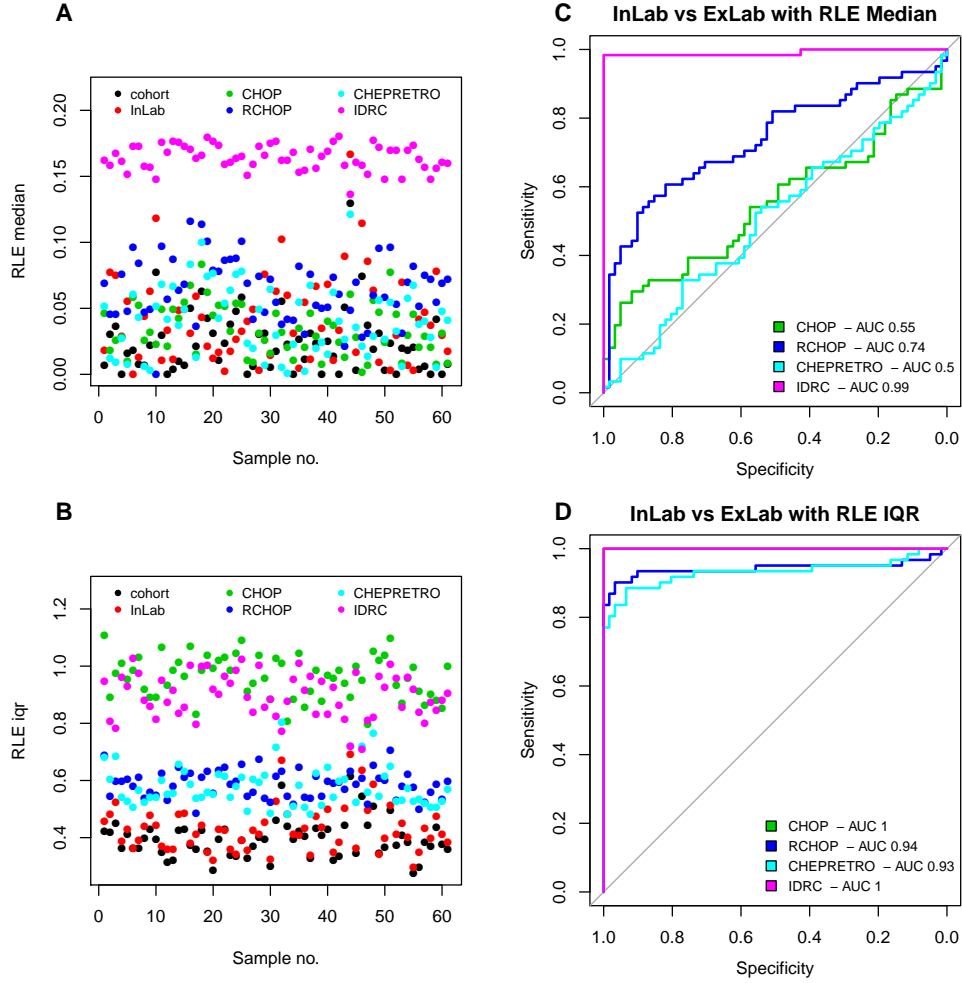 A
cohort
InLab
CHOP
RCHOP
CHEPRETRO
IDRC
RLE median
0.00 0.05 0.10 0.15 0.20
0 10 20 30 40 50 60
Sample no.
C InLab vs ExLab with RLE Median
Sensitivity
0.0 0.2 0.4 0.6 0.8 1.0
CHOP – AUC 0.55
RCHOP – AUC 0.74
CHEPRETRO – AUC 0.5
IDRC – AUC 0.99
1.0 0.8 0.6 0.4 0.2 0.0
Specificity
B
cohort
InLab
CHOP
RCHOP
CHEPRETRO
IDRC
RLE iqr
0.4 0.6 0.8 1.0 1.2
0 10 20 30 40 50 60
Sample no.
D InLab vs ExLab with RLE IQR
Sensitivity
0.0 0.2 0.4 0.6 0.8 1.0
CHOP – AUC 1
RCHOP – AUC 0.94
CHEPRETRO – AUC 0.93
IDRC – AUC 1
1.0 0.8 0.6 0.4 0.2 0.0
Specificity